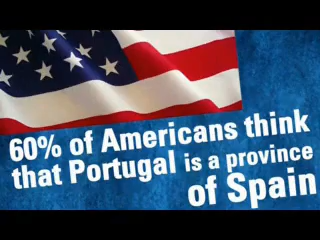 60% of Americans think
that Portugal is a province
of Spain